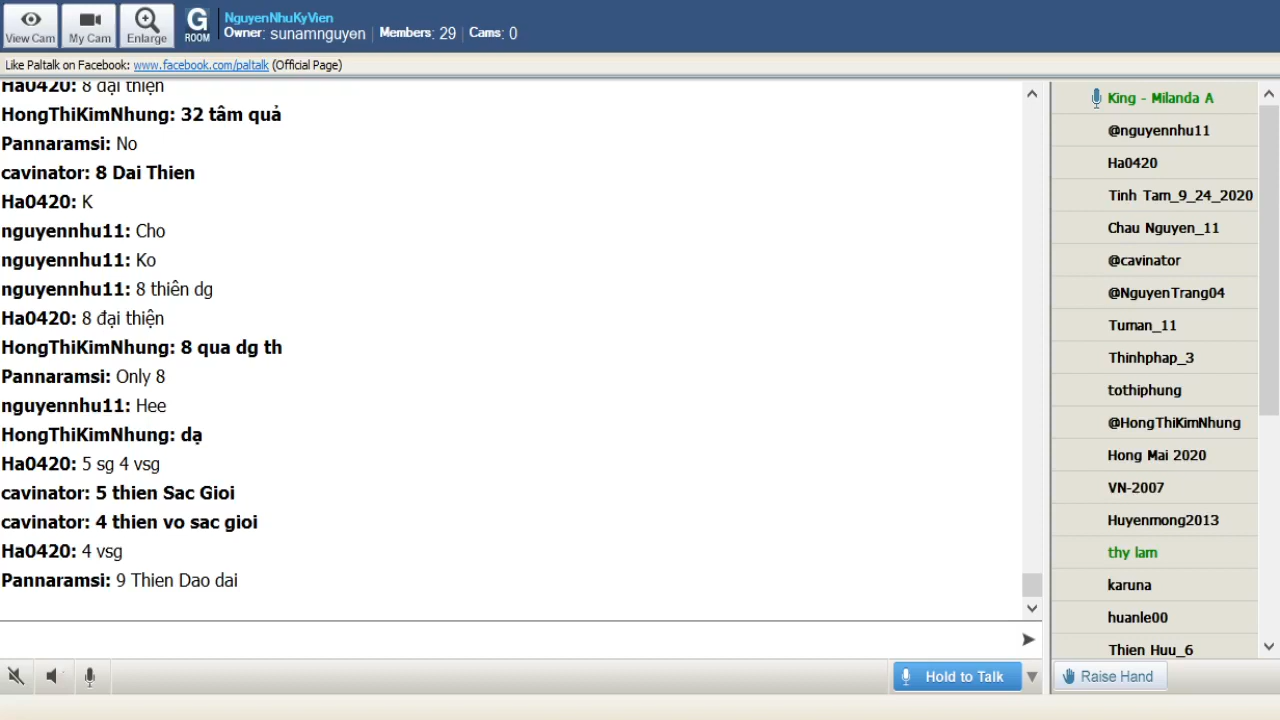 View Cam
My Cam
Enlarge
G
ROOM
NguyenNhuKyVien
Owner: sunamnguyen | Members: 29 | Cams: 0
Like Paltalk on Facebook: www.facebook.com/paltalk (Official Page)
Ha0420: 8 đại thiện
HongThiKimNhung: 32 tâm quả
Pannaramsi: No
cavinator: 8 Dai Thien
Ha0420: K
nguyennhu11: Cho
nguyennhu11: Ko
nguyennhu11: 8 thiên dg
Ha0420: 8 đại thiện
HongThiKimNhung: 8 qua dg th
Pannaramsi: Only 8
nguyennhu11: Hee
HongThiKimNhung: dạ
Ha0420: 5 sg 4 vsg
cavinator: 5 thien Sac Gioi
cavinator: 4 thien vo sac gioi
Ha0420: 4 vsg
Pannaramsi: 9 Thien Dao dai
Hold to Talk
King - Milanda A
@nguyennhu11
Ha0420
Tinh Tam_9_24_2020
Chau Nguyen_11
@cavinator
@NguyenTrang04
Tuman_11
Thinhphap_3
tothiphung
@HongThiKimNhung
Hong Mai 2020
VN-2007
Huyenmong2013
thy lam
karuna
huanle00
Thien Huu_6
Raise Hand